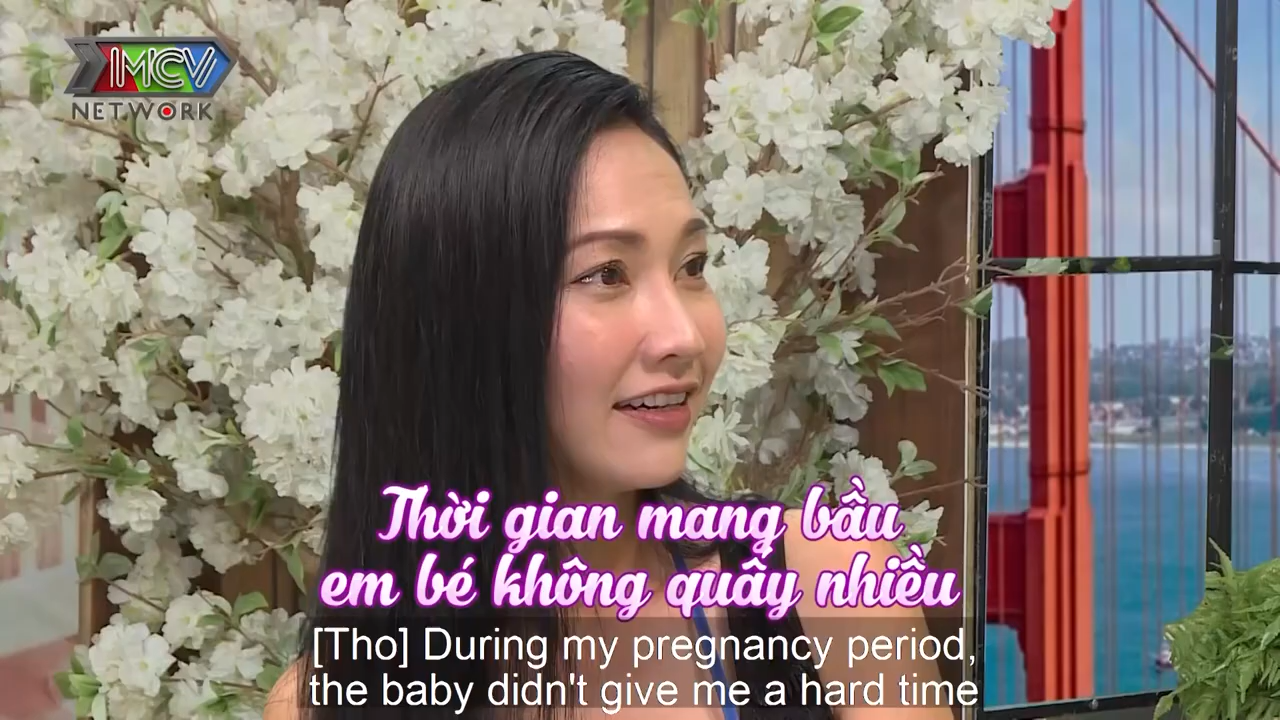 MCV
NETWORK
Thời gian mang bầu
em bé không quấy nhiều
[Tho] During my pregnancy period,
the baby didn't give me a hard time